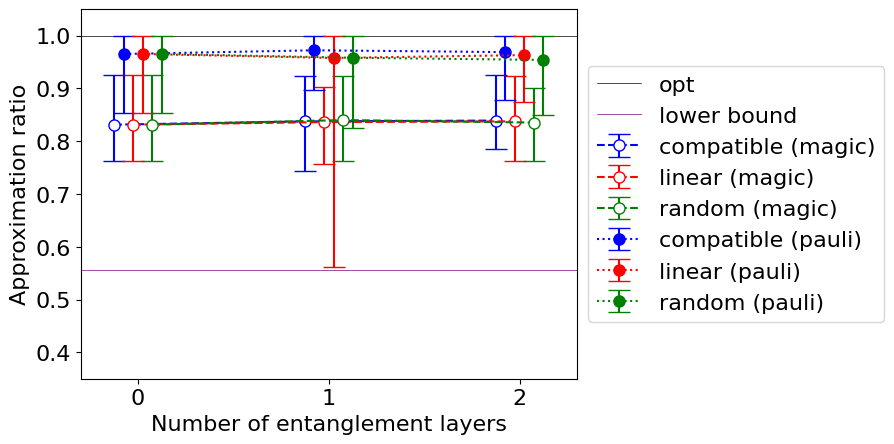 1.0
0.9
0.8
0.7
0.6
0.5
0.4
Approximation ratio
0
1
2
Number of entanglement layers
opt
lower bound
compatible (magic)
linear (magic)
random (magic)
compatible (pauli)
linear (pauli)
random (pauli)